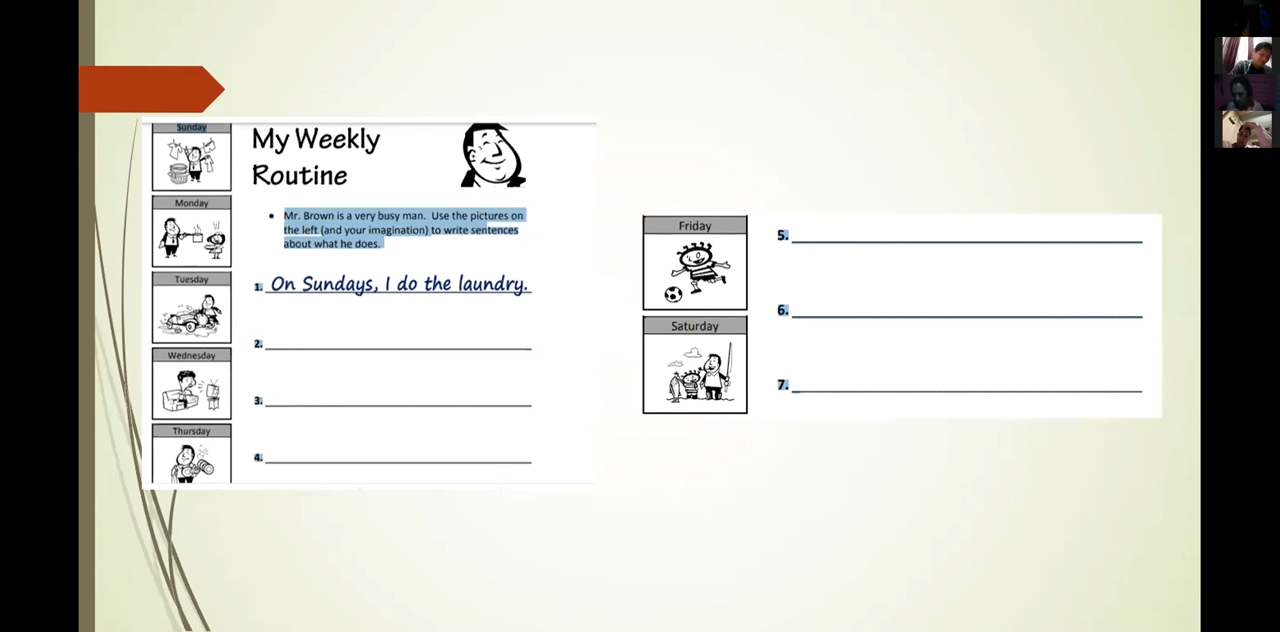 Sunday
My Weekly
Routine
Monday
• Mr. Brown is a very busy man. Use the pictures on
the left (and your imagination) to write sentences
about what he does.
Tuesday
1. On Sundays, I do the laundry.
2.
Wednesday
3.
Thursday
4.
Friday
5.
6.
Saturday
7.